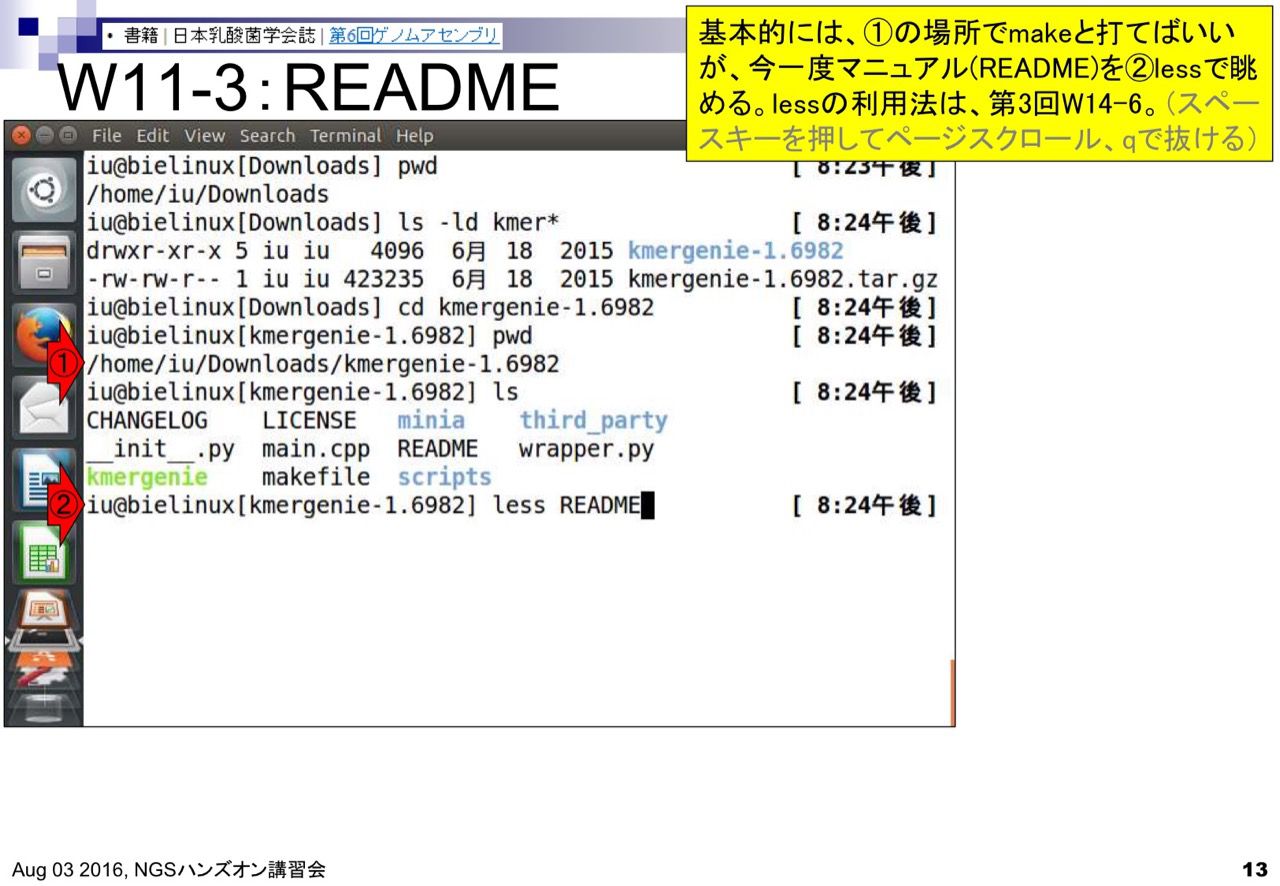 • 書籍 | 日本乳酸菌学会誌 | 第6回ゲノムアセンブリ
W11-3：README
基本的には、①の場所でmakeと打てばいい
が、今一度マニュアル(README)を②lessで眺
める。lessの利用法は、第3回W14-6。（スペー
スキーを押してページスクロール、qで抜ける）
File Edit View Search Terminal Help
iu@bielinux[Downloads] pwd [ 8:23午後]
/home/iu/Downloads
iu@bielinux[Downloads] ls -ld kmer* [ 8:24午後]
drwxr-xr-x 5 iu iu 4096 6月 18 2015 kmergenie-1.6982
-rw-rw-r-- 1 iu iu 423235 6月 18 2015 kmergenie-1.6982.tar.gz
iu@bielinux[Downloads] cd kmergenie-1.6982 [ 8:24午後]
iu@bielinux[kmergenie-1.6982] pwd [ 8:24午後]
① /home/iu/Downloads/kmergenie-1.6982
iu@bielinux[kmergenie-1.6982] ls [ 8:24午後]
CHANGELOG LICENSE minia third_party
__init__.py main.cpp README wrapper.py
kmergenie makefile scripts
② iu@bielinux[kmergenie-1.6982] less README [ 8:24午後]
Aug 03 2016, NGSハンズオン講習会
13